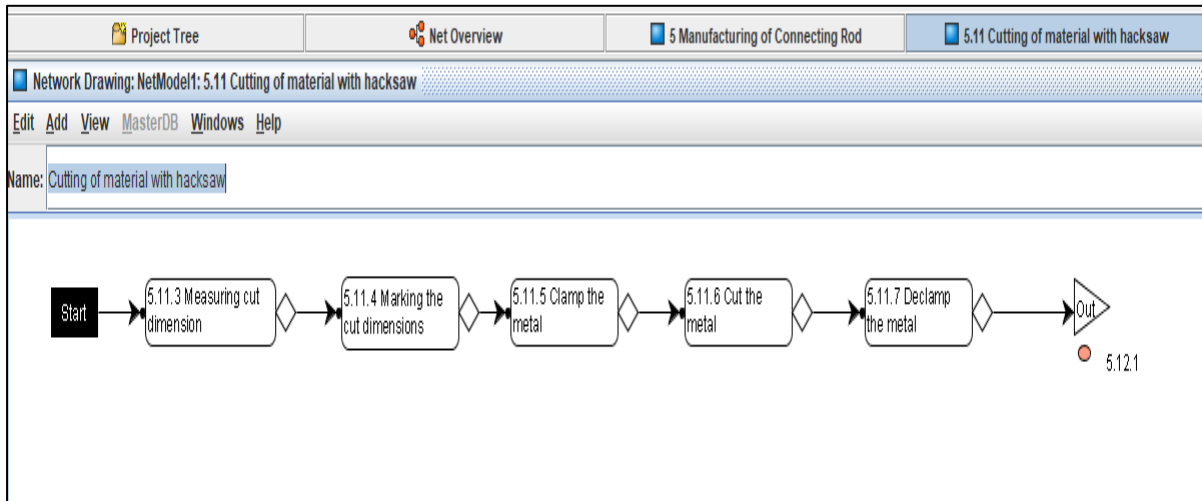 Project Tree
Net Overview
5 Manufacturing of Connecting Rod
5.11 Cutting of material with hacksaw
Network Drawing: NetModel1: 5.11 Cutting of material with hacksaw
Edit Add View MasterDB Windows Help
Name: Cutting of material with hacksaw
Start
5.11.3 Measuring cut
dimension
5.11.4 Marking the
cut dimensions
5.11.5 Clamp the
metal
5.11.6 Cut the
metal
5.11.7 Declamp
the metal
Out
5.12.1